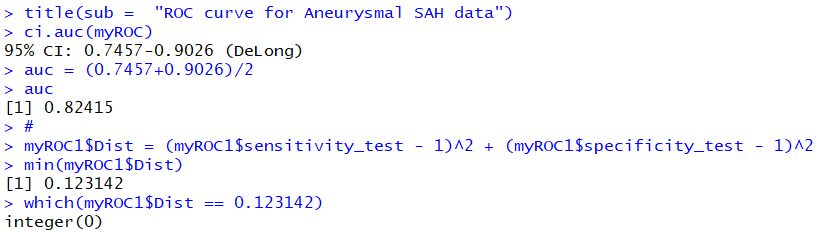 > title(sub =  "ROC curve for Aneurysmal SAH data")
> ci.auc(myROC)
95% CI: 0.7457-0.9026 (DeLong)
> auc = (0.7457+0.9026)/2
> auc
[1] 0.82415
> #
> myROC1$Dist = (myROC1$sensitivity_test - 1)^2 + (myROC1$specificity_test - 1)^2
> min(myROC1$Dist)
[1] 0.123142
> which(myROC1$Dist == 0.123142)
integer(0)